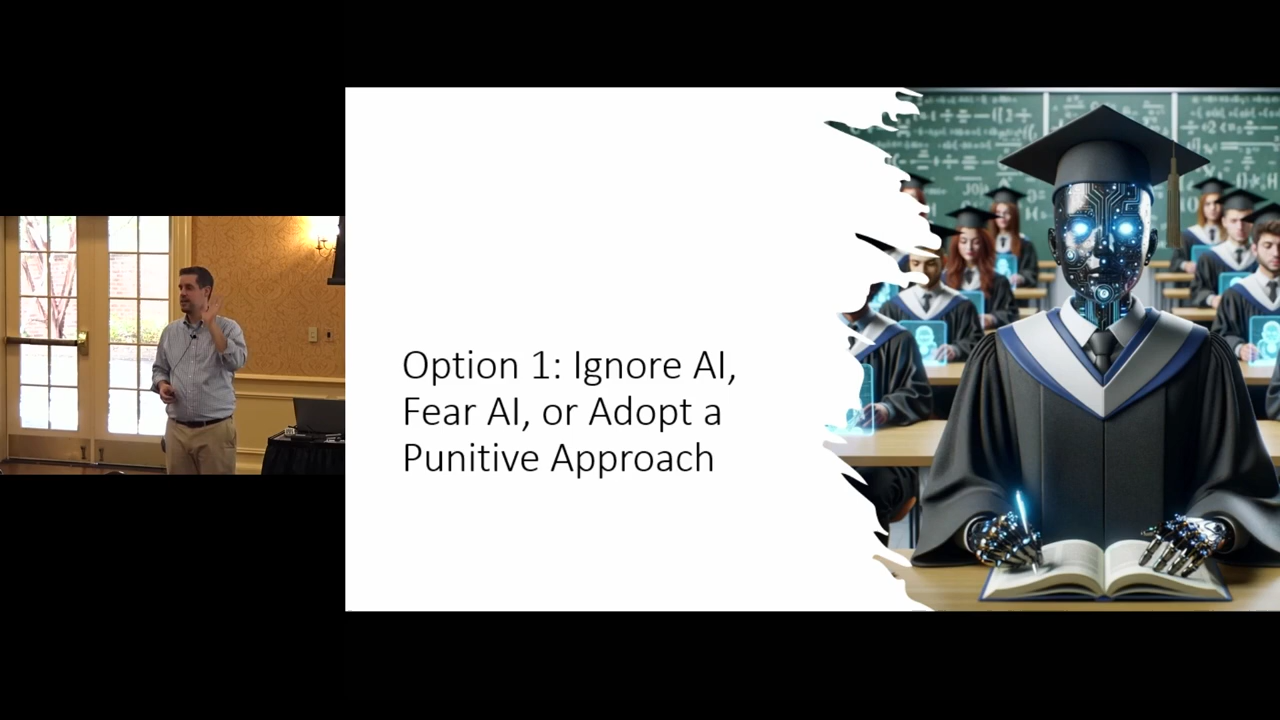 Option 1: Ignore AI,
Fear AI, or Adopt a
Punitive Approach